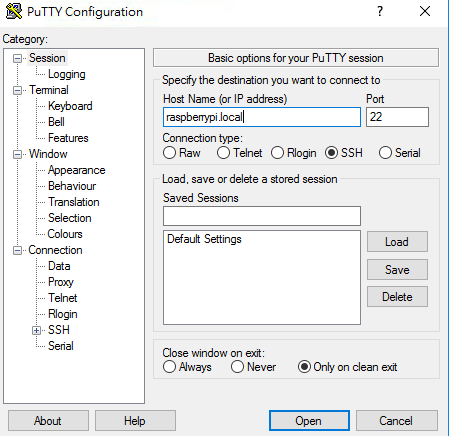 PuTTY Configuration
?
Category:
Session
Logging
Terminal
Keyboard
Bell
Features
Window
Appearance
Behaviour
Translation
Selection
Colours
Connection
Data
Proxy
Telnet
Rlogin
SSH
Serial
Basic options for your PuTTY session
Specify the destination you want to connect to
Host Name (or IP address) Port
raspberrypi.local 22
Connection type:
Raw Telnet Rlogin SSH Serial
Load, save or delete a stored session
Saved Sessions
Default Settings
Load
Save
Delete
Close window on exit:
Always Never Only on clean exit
About Help Open Cancel